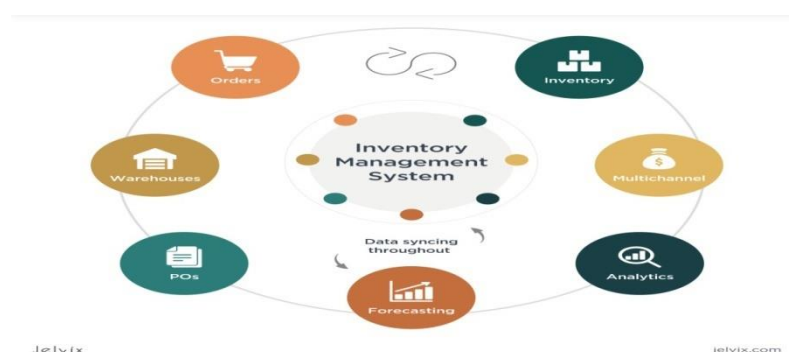 Orders
Inventory
Inventory
Management
System
Warehouses
Multichannel
$
Data syncing
throughout
POs
Analytics
Forecasting
Jelvix
jelvix.com